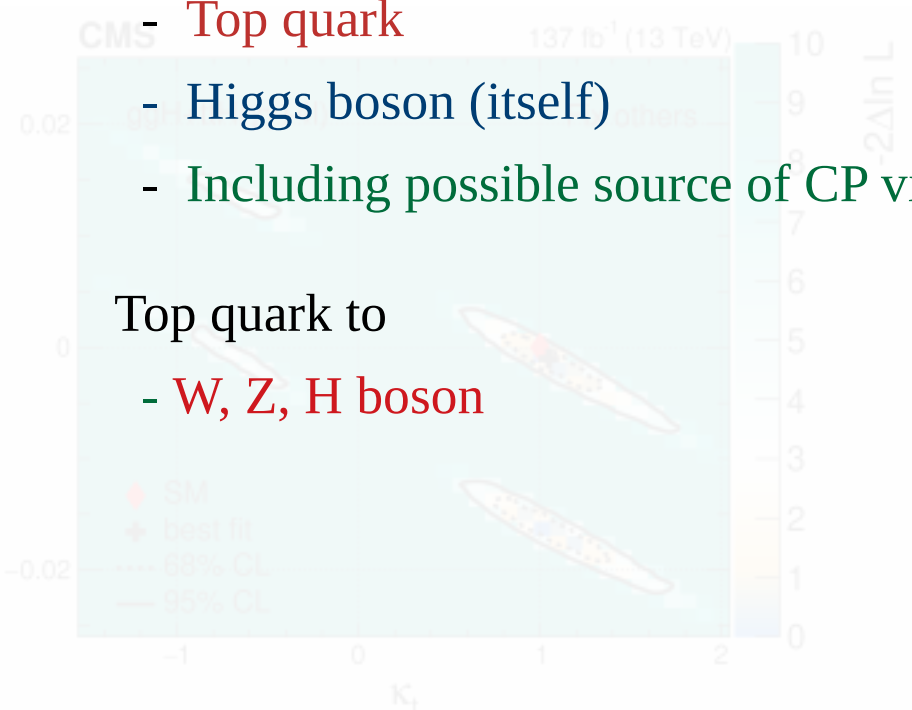 - Top quark
CMS 137 fb⁻¹ (13 TeV)
- Higgs boson (itself)
- Including possible source of CP
Top quark to
- W, Z, H boson
SM
best fit
68% CL
95% CL
0.02
0
−0.02
−1 0 1 2
κt
10
9
8
7
6
5
4
3
2
1
0
-2Δln L